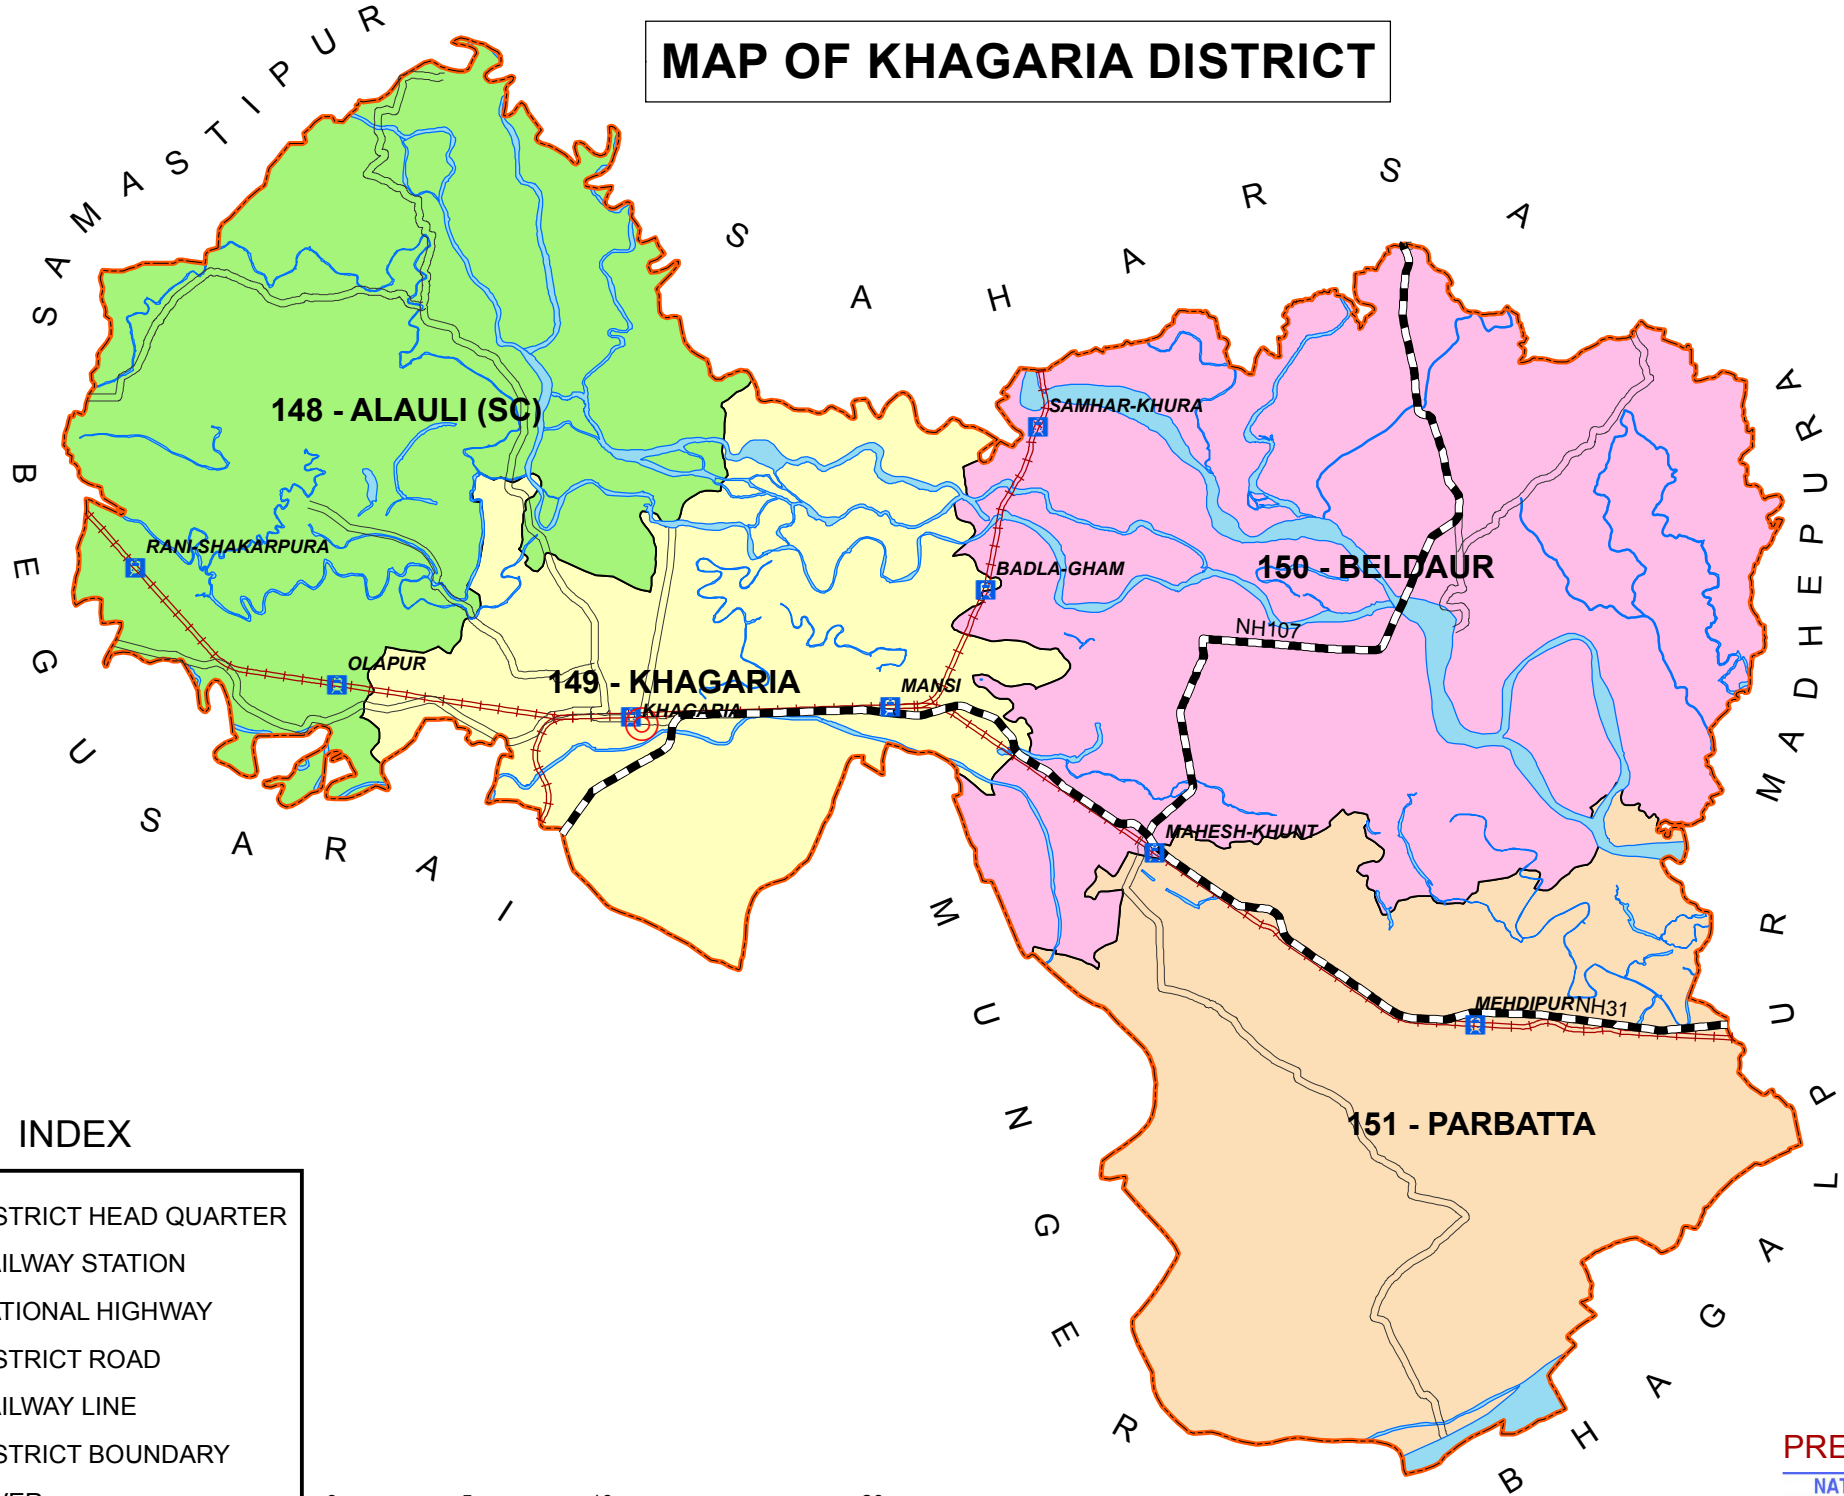 MAP OF KHAGARIA DISTRICT
SAMASTIPUR
SAHARSA
MADHEPURA
BEGUSARAI
MUNGER
BHAGALPUR
148 - ALAULI (SC)
SAMHAR-KHURA
RANI-SHAKARPURA
BADLA-GHAM
150 - BELDAUR
NH107
OLAPUR
149 - KHAGARIA
MANSI
KHAGARIA
MAHESH-KHUNT
MEHDIPUR
NH31
151 - PARBATTA
INDEX
STRICT HEAD QUARTER
ILWAY STATION
TIONAL HIGHWAY
STRICT ROAD
ILWAY LINE
STRICT BOUNDARY
PRE
NAT